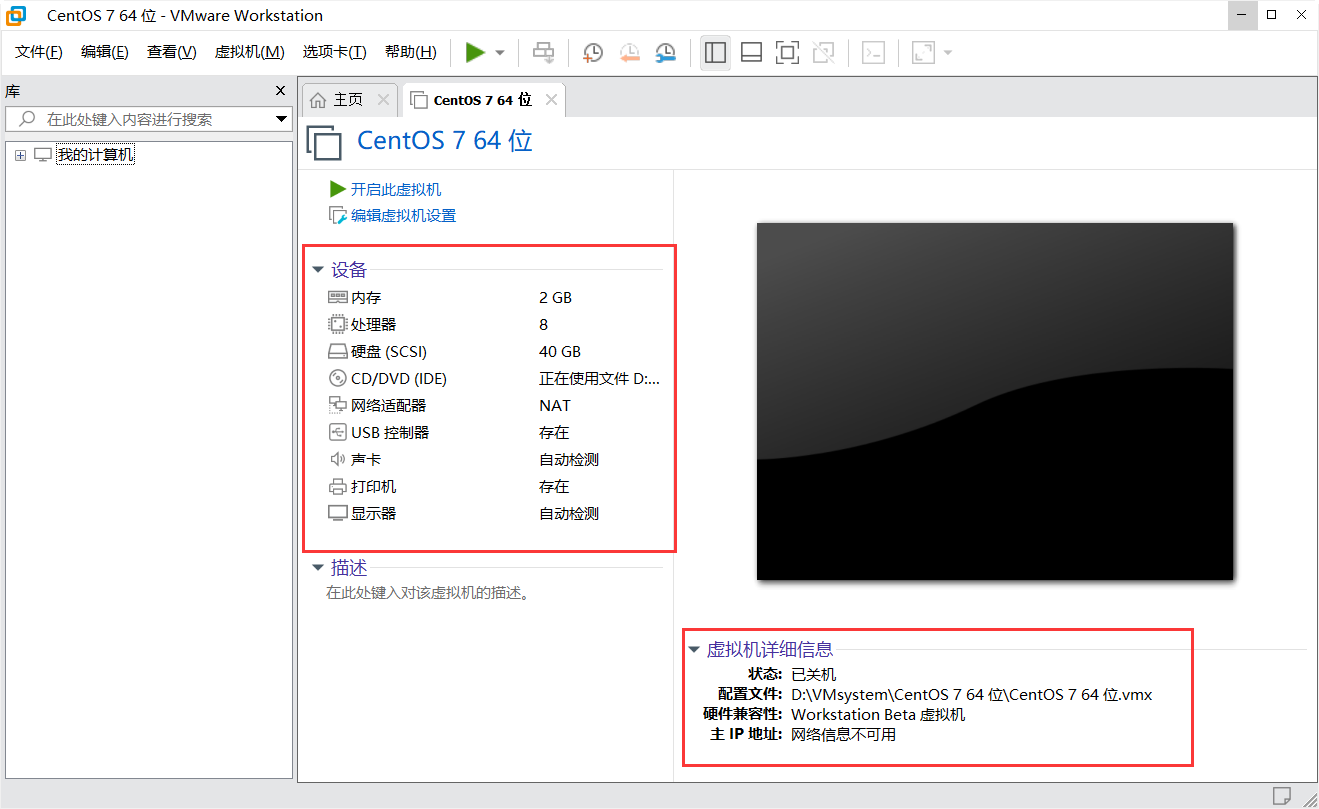 CentOS 7 64 位 - VMware Workstation
文件(F) 编辑(E) 查看(V) 虚拟机(M) 选项卡(T) 帮助(H)
库
在此处键入内容进行搜索
我的计算机
主页
CentOS 7 64 位
CentOS 7 64 位
开启此虚拟机
编辑虚拟机设置
设备
内存 2 GB
处理器 8
硬盘 (SCSI) 40 GB
CD/DVD (IDE) 正在使用文件 D:...
网络适配器 NAT
USB 控制器 存在
声卡 自动检测
打印机 存在
显示器 自动检测
描述
在此处键入对该虚拟机的描述。
虚拟机详细信息
状态: 已关机
配置文件: D:\VMsystem\CentOS 7 64 位\CentOS 7 64 位.vmx
硬件兼容性: Workstation Beta 虚拟机
主 IP 地址: 网络信息不可用